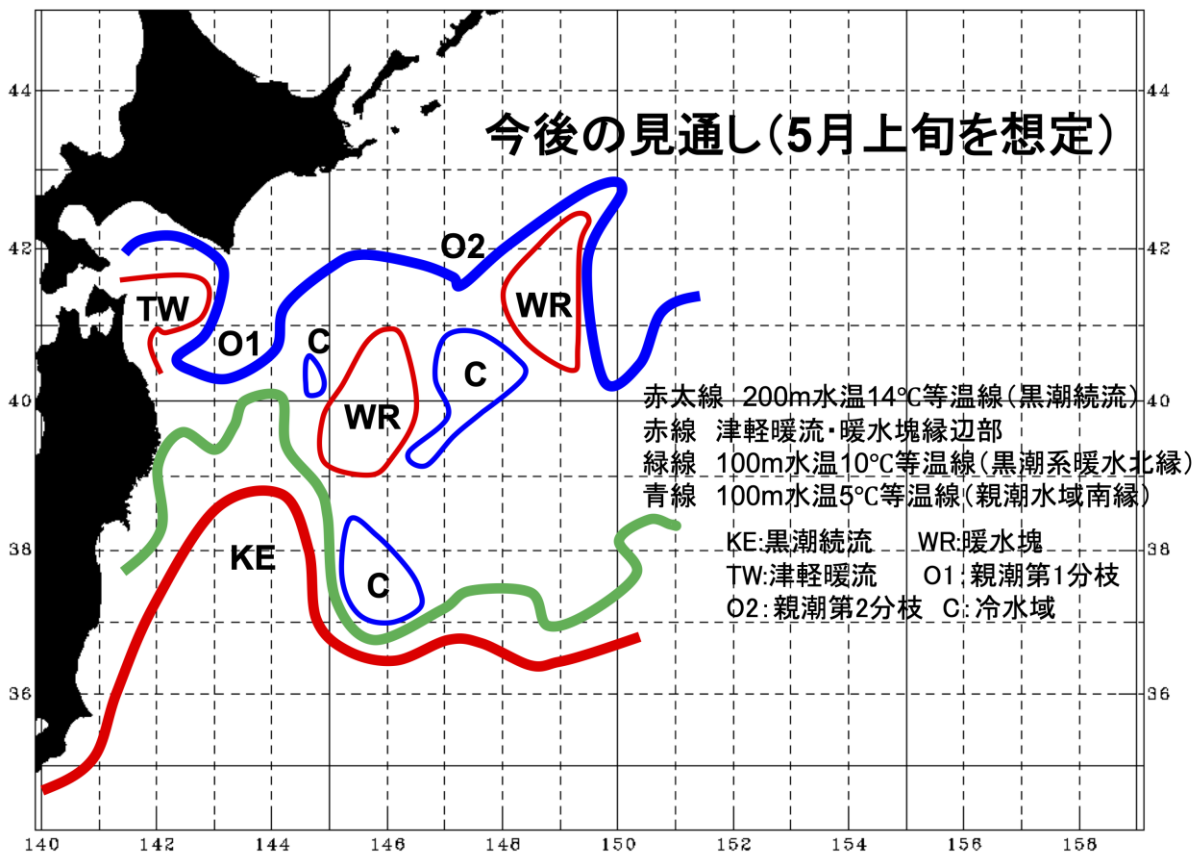 今後の見通し(5月上旬を想定)
44
44
42
O2
42
TW
WR
O1
C
C
40
WR
40
赤太線 200m水温14℃等温線(黒潮続流)
赤線 津軽暖流・暖水塊縁辺部
緑線 100m水温10℃等温線(黒潮系暖水北縁)
青線 100m水温5℃等温線(親潮水域南縁)
38
KE
C
38
KE:黒潮続流 WR:暖水塊
TW:津軽暖流 O1:親潮第1分枝
O2:親潮第2分枝 C:冷水域
36
36
140 142 144 146 148 150 152 154 156 158